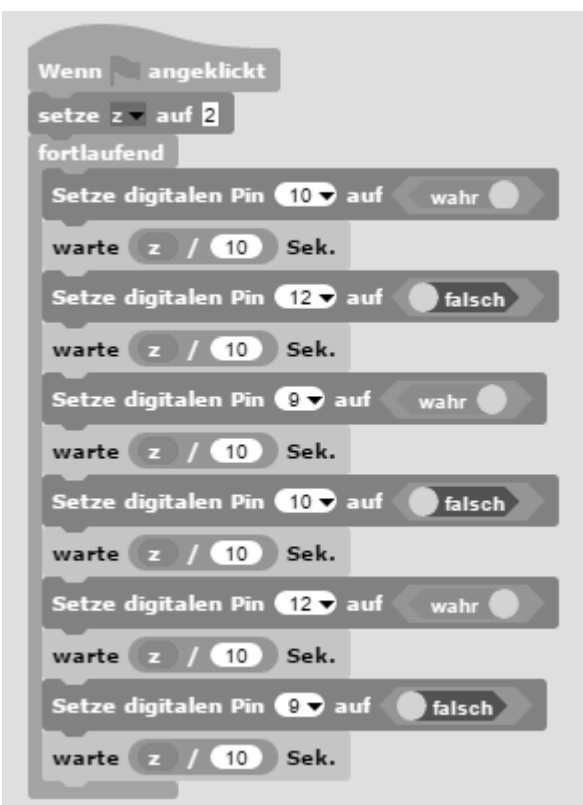 Wenn angeklickt
setze z auf 2
fortlaufend
Setze digitalen Pin 10 auf wahr
warte z / 10 Sek.
Setze digitalen Pin 12 auf falsch
warte z / 10 Sek.
Setze digitalen Pin 9 auf wahr
warte z / 10 Sek.
Setze digitalen Pin 10 auf falsch
warte z / 10 Sek.
Setze digitalen Pin 12 auf wahr
warte z / 10 Sek.
Setze digitalen Pin 9 auf falsch
warte z / 10 Sek.